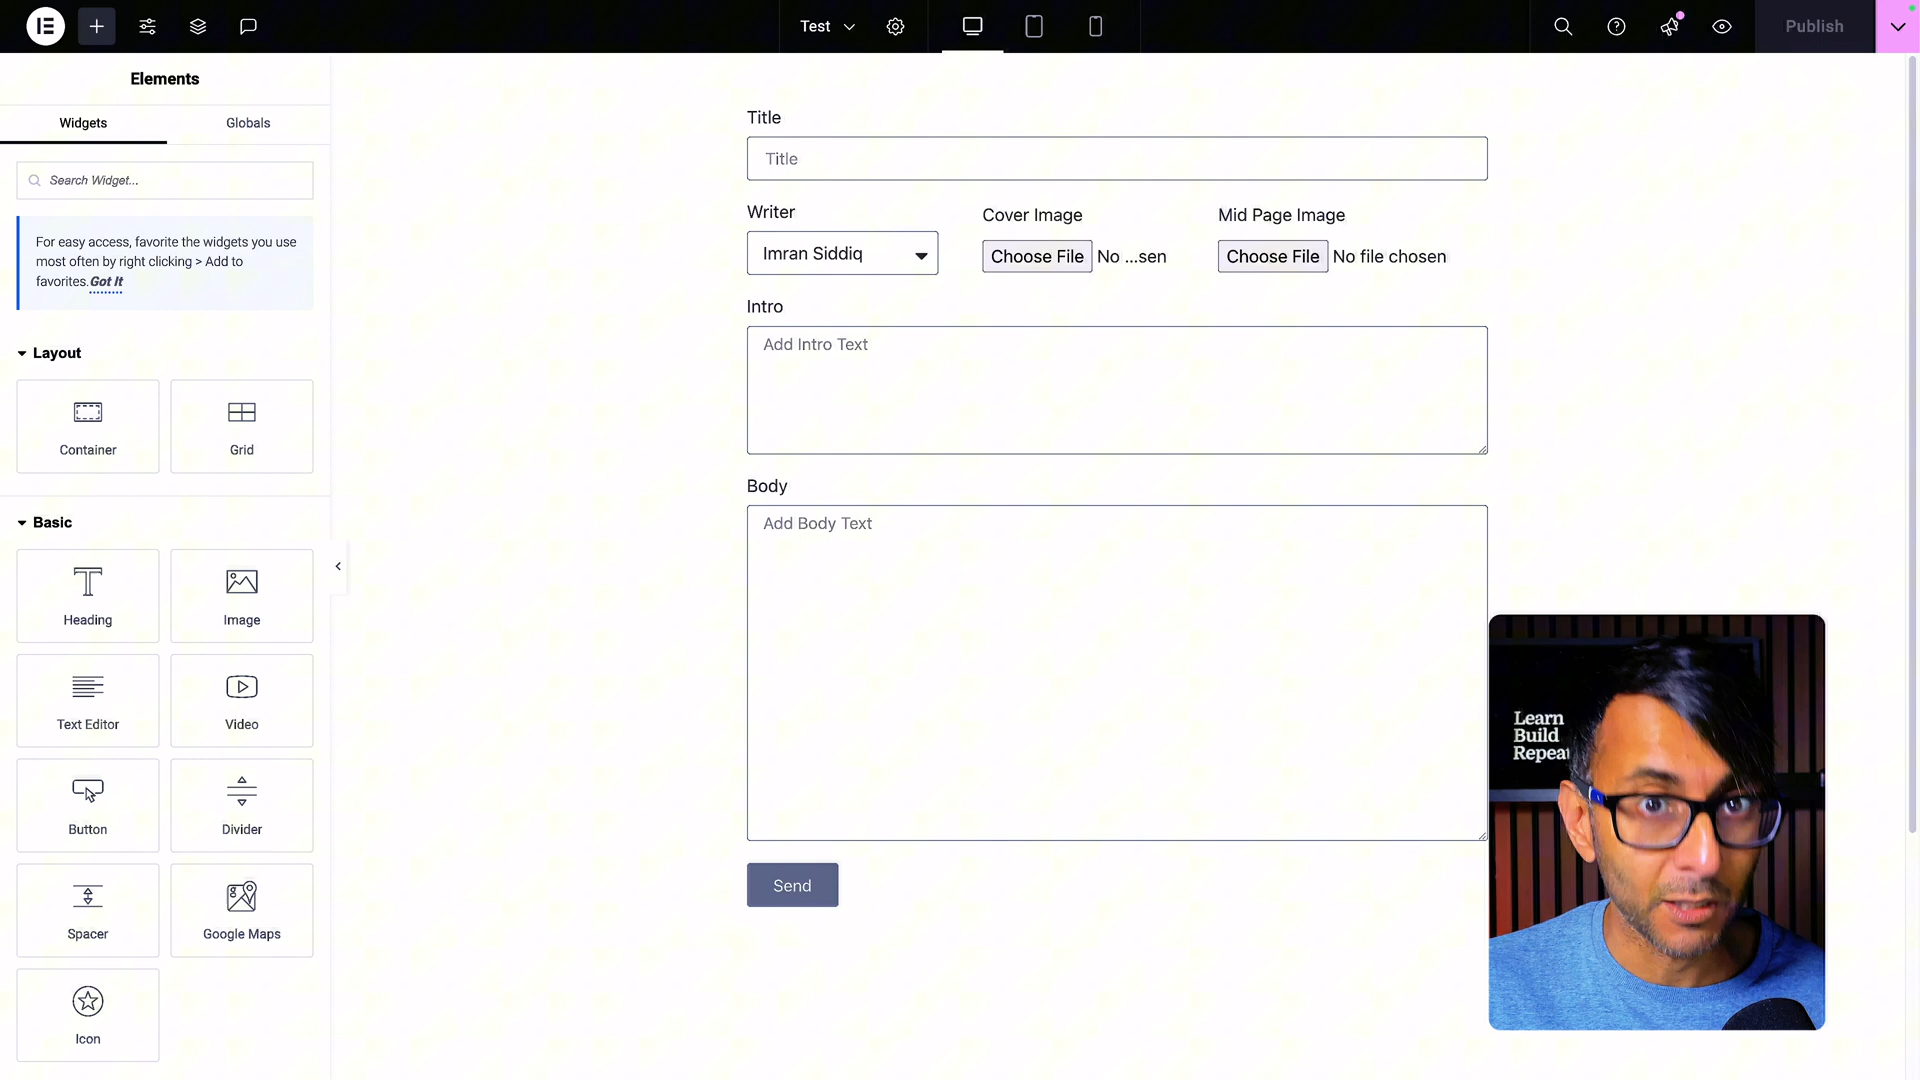 Test
Publish
Elements
Widgets
Globals
Search Widget...
For easy access, favorite the widgets you use
most often by right clicking > Add to
favorites. Got It
Layout
Container
Grid
Basic
Heading
Image
Text Editor
Video
Button
Divider
Spacer
Google Maps
Icon
Title
Title
Writer
Cover Image
Mid Page Image
Imran Siddiq
Choose File No ...sen
Choose File No file chosen
Intro
Add Intro Text
Body
Add Body Text
Send
Learn
Build
Repeat